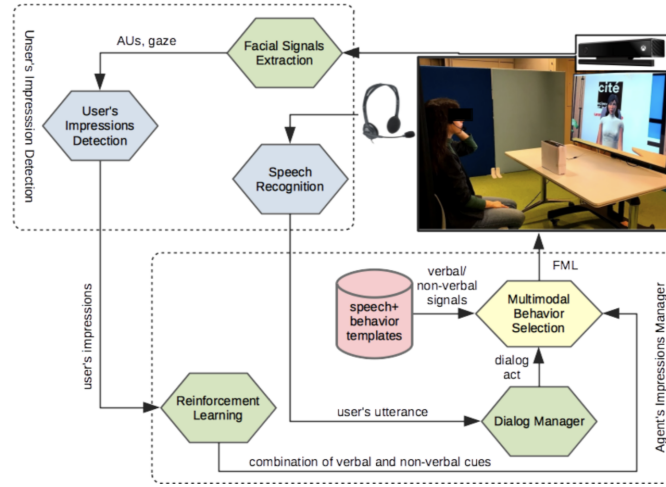 AUs, gaze
Facial Signals
Extraction
Unser's Impresssion Detection
User's
Impressions
Detection
Speech
Recognition
cité
user's impressions
FML
verbal/
non-verbal
signals
speech+
behavior
templates
Multimodal
Behavior
Selection
dialog
act
Reinforcement
Learning
user's utterance
Dialog Manager
combination of verbal and non-verbal cues
Agent's Impressions Manager